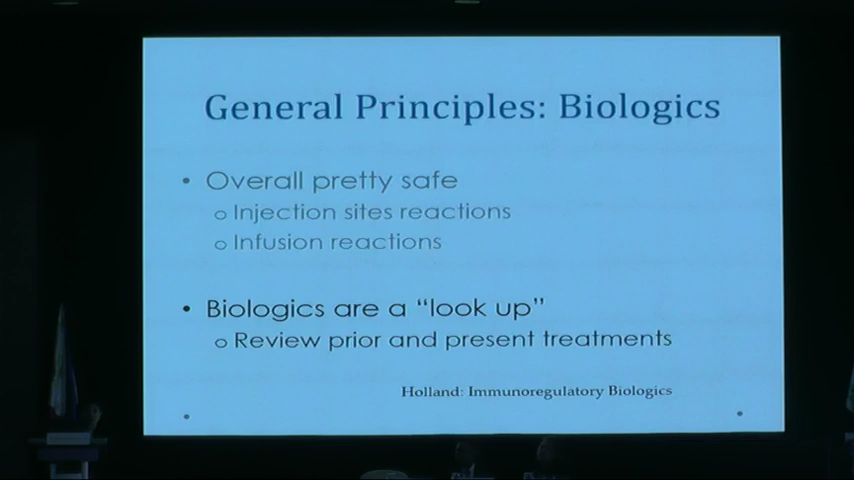 General Principles: Biologics
• Overall pretty safe
o Injection sites reactions
o Infusion reactions
• Biologics are a “look up”
o Review prior and present treatments
Holland: Immunoregulatory Biologics